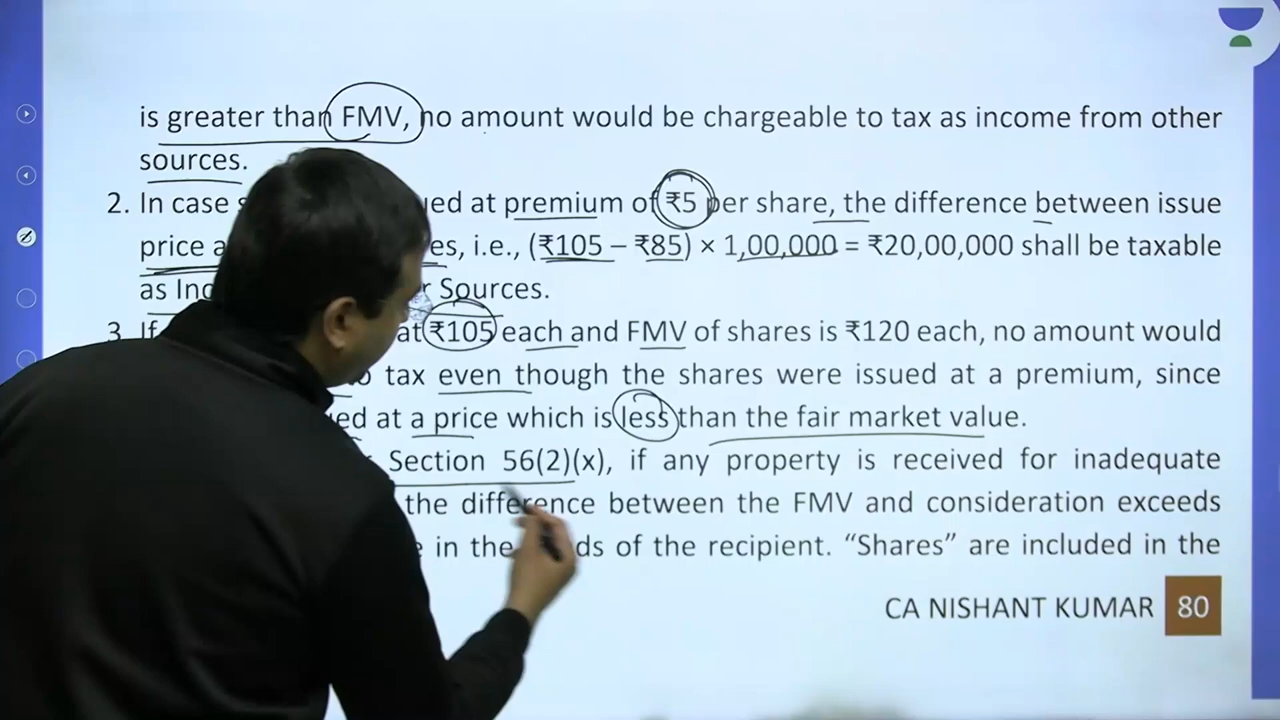 is greater than FMV, no amount would be chargeable to tax as income from other
sources.
2. In case ed at premium of ₹5 per share, the difference between issue
price es, i.e., (₹105 – ₹85) × 1,00,000 = ₹20,00,000 shall be taxable
as Sources.
3. If at ₹105 each and FMV of shares is ₹120 each, no amount would
tax even though the shares were issued at a premium, since
ed at a price which is less than the fair market value.
Section 56(2)(x), if any property is received for inadequate
the difference between the FMV and consideration exceeds
in the of the recipient. “Shares” are included in the
CA NISHANT KUMAR 80